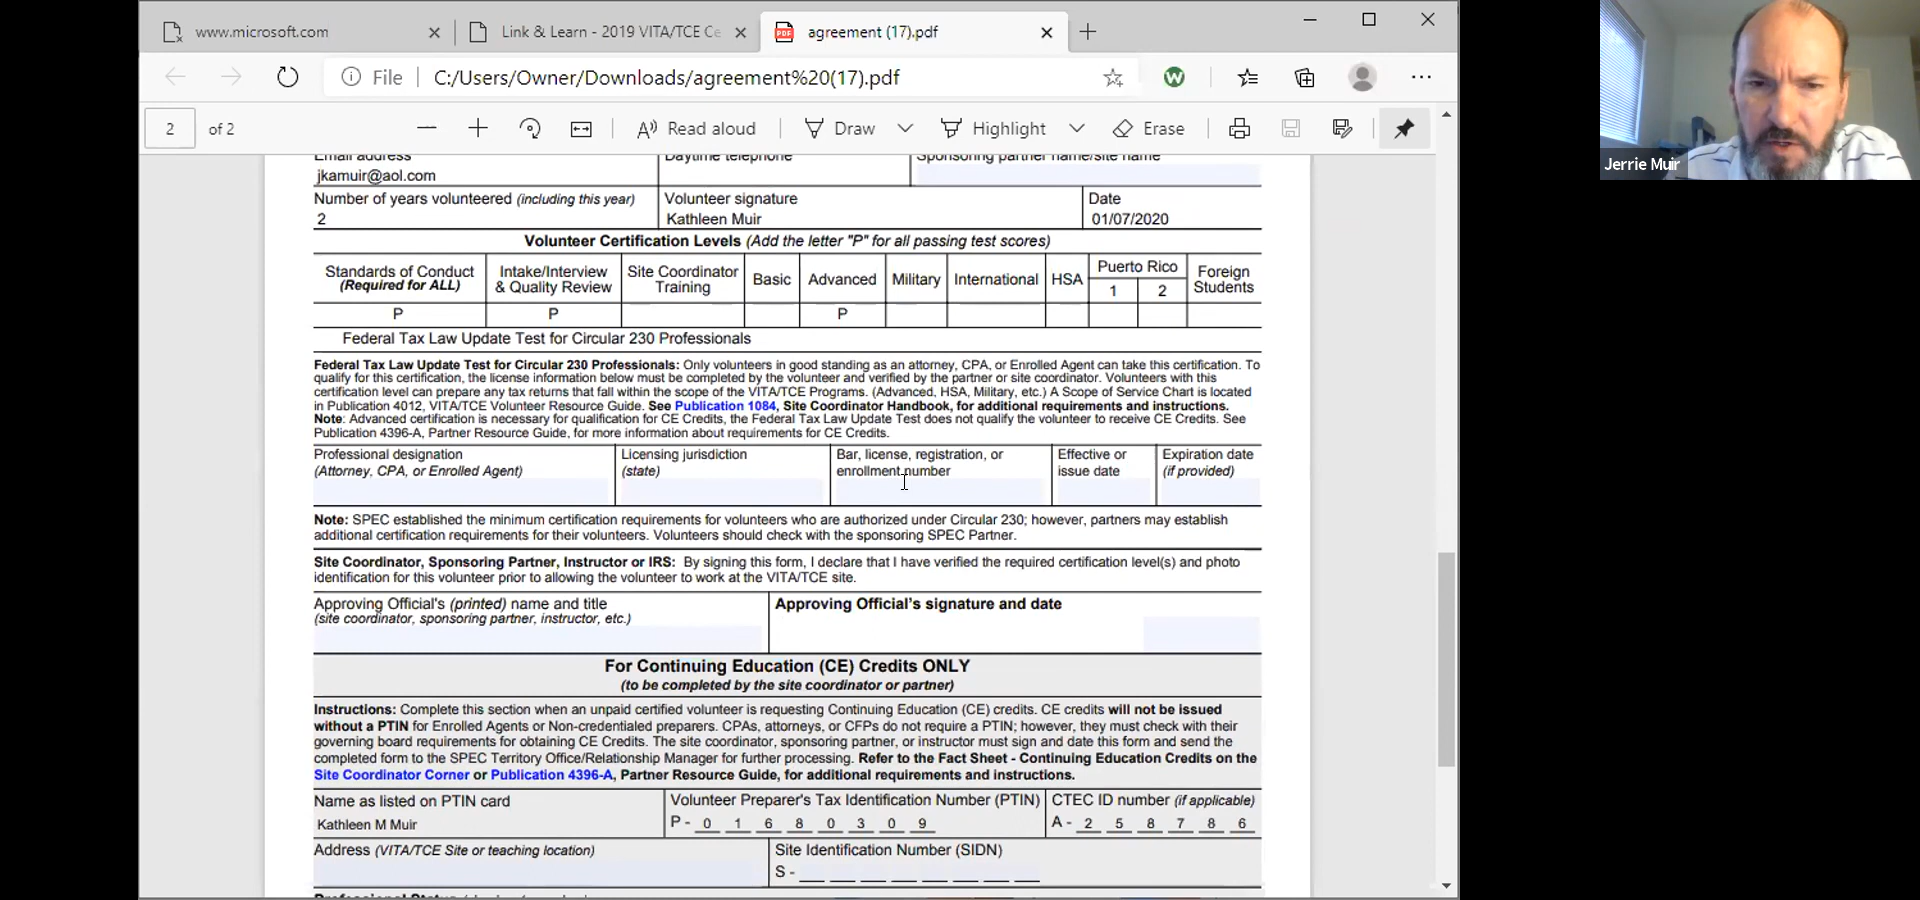 www.microsoft.com
Link & Learn - 2019 VITA/TCE Ce
agreement (17).pdf
File
C:/Users/Owner/Downloads/agreement%20(17).pdf
2 of 2
Read aloud
Draw
Highlight
Erase
Jerrie Muir
Email address
Daytime telephone
Sponsoring partner name/site name
jkamuir@aol.com
Number of years volunteered (including this year)
2
Volunteer signature
Kathleen Muir
Date
01/07/2020
Volunteer Certification Levels (Add the letter "P" for all passing test scores)
Standards of Conduct
(Required for ALL)
Intake/Interview
& Quality Review
Site Coordinator
Training
Basic
Advanced
Military
International
HSA
Puerto Rico
1 2
Foreign
Students
P P P
Federal Tax Law Update Test for Circular 230 Professionals
Federal Tax Law Update Test for Circular 230 Professionals: Only volunteers in good standing as an attorney, CPA, or Enrolled Agent can take this certification. To
qualify for this certification, the license information below must be completed by the volunteer and verified by the partner or site coordinator. Volunteers with this
certification level can prepare any tax returns that fall within the scope of the VITA/TCE Programs. (Advanced, HSA, Military, etc.) A Scope of Service Chart is located
in Publication 4012, VITA/TCE Volunteer Resource Guide. See Publication 1084, Site Coordinator Handbook, for additional requirements and instructions.
Note: Advanced certification is necessary for qualification for CE Credits, the Federal Tax Law Update Test does not qualify the volunteer to receive CE Credits. See
Publication 4396-A, Partner Resource Guide, for more information about requirements for CE Credits.
Professional designation
(Attorney, CPA, or Enrolled Agent)
Licensing jurisdiction
(state)
Bar, license, registration, or
enrollment number
Effective or
issue date
Expiration date
(if provided)
Note: SPEC established the minimum certification requirements for volunteers who are authorized under Circular 230; however, partners may establish
additional certification requirements for their volunteers. Volunteers should check with the sponsoring SPEC Partner.
Site Coordinator, Sponsoring Partner, Instructor or IRS: By signing this form, I declare that I have verified the required certification level(s) and photo
identification for this volunteer prior to allowing the volunteer to work at the VITA/TCE site.
Approving Official's (printed) name and title
(site coordinator, sponsoring partner, instructor, etc.)
Approving Official's signature and date
For Continuing Education (CE) Credits ONLY
(to be completed by the site coordinator or partner)
Instructions: Complete this section when an unpaid certified volunteer is requesting Continuing Education (CE) credits. CE credits will not be issued
without a PTIN for Enrolled Agents or Non-credentialed preparers. CPAs, attorneys, or CFPs do not require a PTIN; however, they must check with their
governing board requirements for obtaining CE Credits. The site coordinator, sponsoring partner, or instructor must sign and date this form and send the
completed form to the SPEC Territory Office/Relationship Manager for further processing. Refer to the Fact Sheet - Continuing Education Credits on the
Site Coordinator Corner or Publication 4396-A, Partner Resource Guide, for additional requirements and instructions.
Name as listed on PTIN card
Kathleen M Muir
Volunteer Preparer's Tax Identification Number (PTIN)
P - 0 1 6 8 0 3 0 9
CTEC ID number (if applicable)
A - 2 5 8 7 8 6
Address (VITA/TCE Site or teaching location)
Site Identification Number (SIDN)
S -